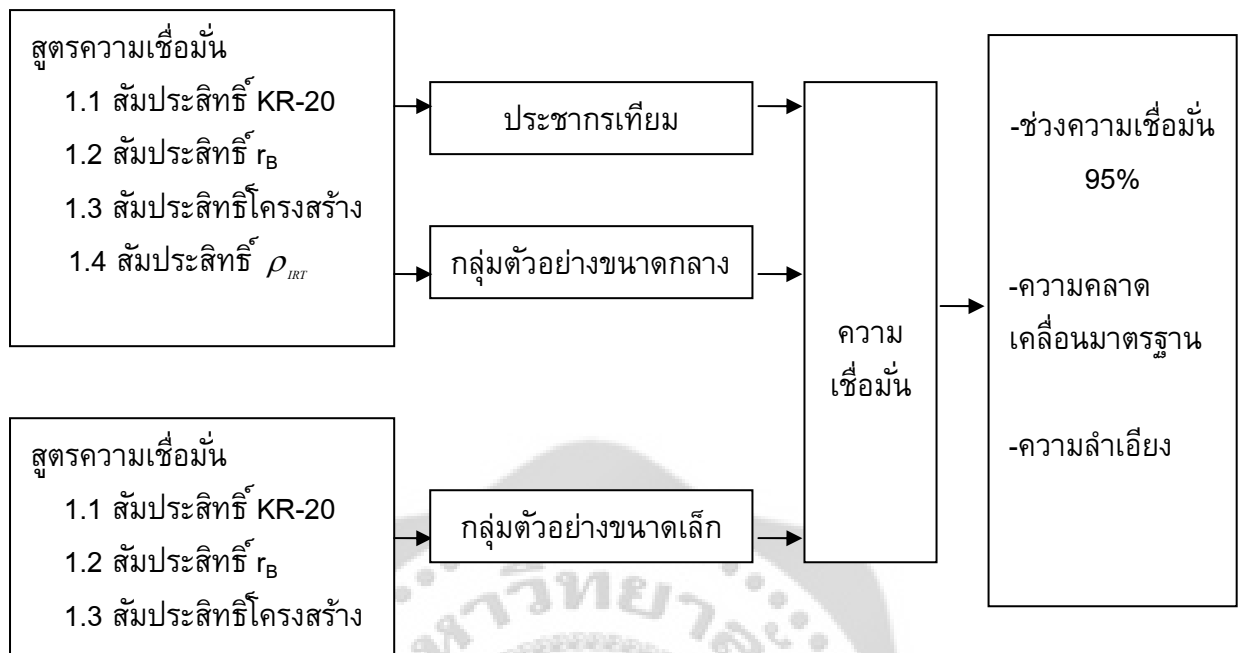 สูตรความเชื่อมั่น
1.1 สัมประสิทธิ์ KR-20
1.2 สัมประสิทธิ์ rB
1.3 สัมประสิทธิ์โครงสร้าง
1.4 สัมประสิทธิ์ ρIRT
ประชากรเทียม
กลุ่มตัวอย่างขนาดกลาง
สูตรความเชื่อมั่น
1.1 สัมประสิทธิ์ KR-20
1.2 สัมประสิทธิ์ rB
1.3 สัมประสิทธิ์โครงสร้าง
กลุ่มตัวอย่างขนาดเล็ก
ความ
เชื่อมั่น
-ช่วงความเชื่อมั่น
95%
-ความคลาด
เคลื่อนมาตรฐาน
-ความลำเอียง